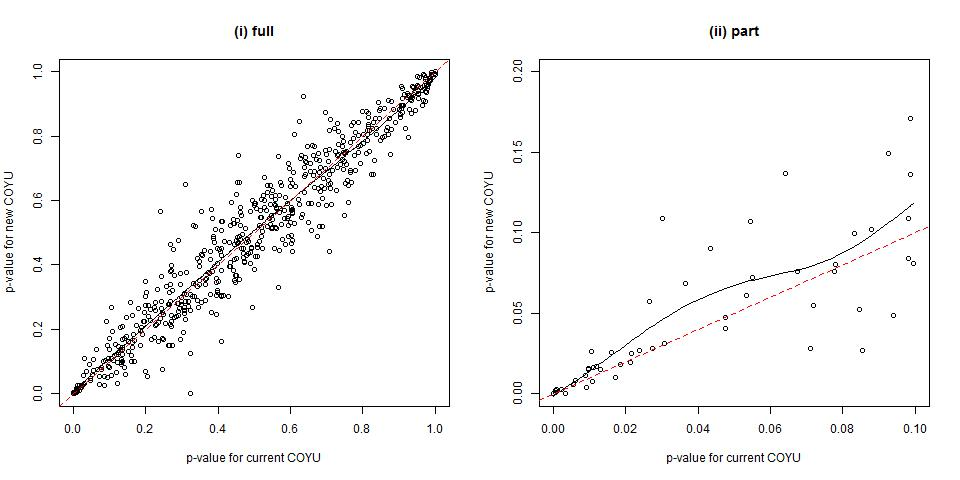 (i) full
p-value for new COYU
1.0
0.8
0.6
0.4
0.2
0.0
0.0 0.2 0.4 0.6 0.8 1.0
p-value for current COYU
(ii) part
p-value for new COYU
0.20
0.15
0.10
0.05
0.00
0.00 0.02 0.04 0.06 0.08 0.10
p-value for current COYU